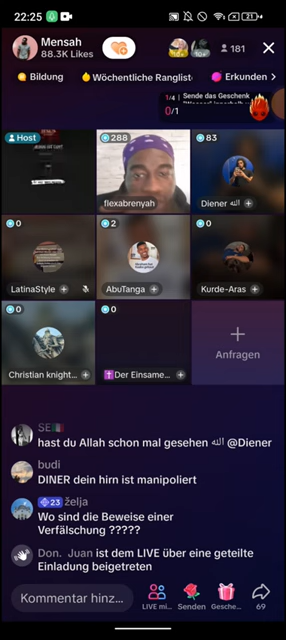 22:25
21
Mensah
88.3K Likes
181
Bildung
Wöchentliche Ranglist
Erkunden
1/4 Sende das Geschenk
0/1
Host
288
83
flexabrenyah
Diener الله
0
2
0
LatinaStyle
AbuTanga
Kurde-Aras
0
0
Christian knight...
Der Einsame...
Anfragen
SE
hast du Allah schon mal gesehen الله @Diener
budi
DINER dein hirn ist manipoliert
23 želja
Wo sind die Beweise einer
Verfälschung ?????
Don. Juan ist dem LIVE über eine geteilte
Einladung beigetreten
Kommentar hinz...
LIVE mi...
Senden
Gesche...
69